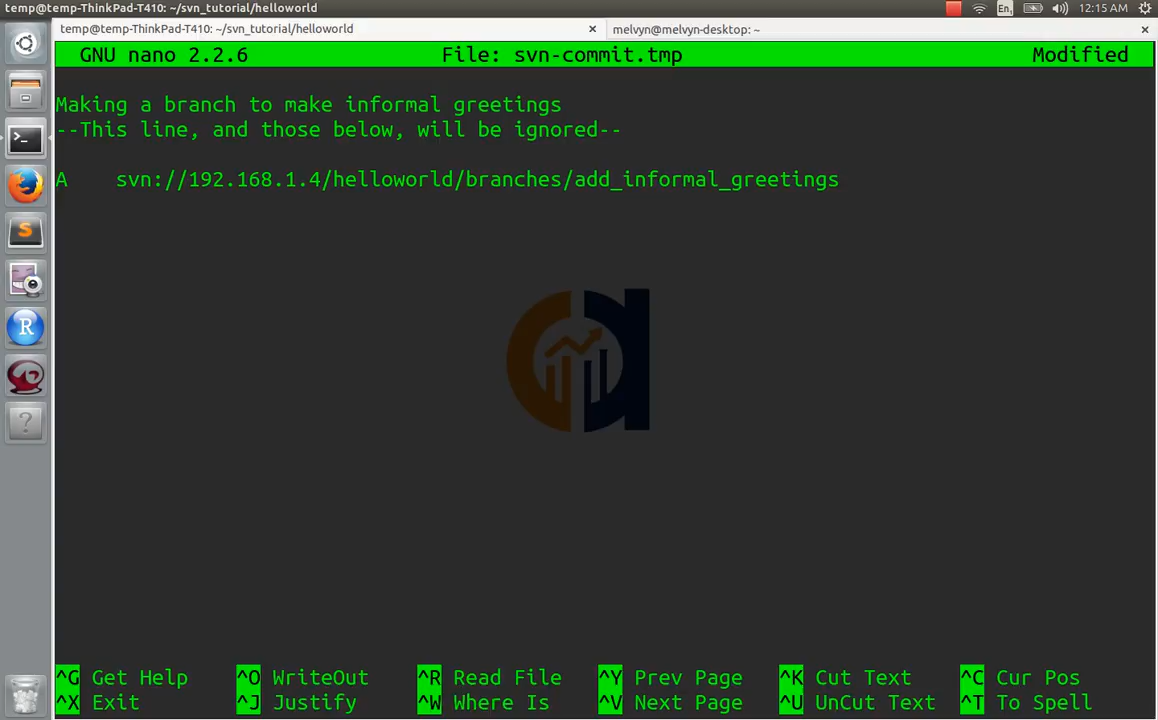 temp@temp-ThinkPad-T410: ~/svn_tutorial/helloworld
En₁ 12:15 AM
temp@temp-ThinkPad-T410: ~/svn_tutorial/helloworld × melvyn@melvyn-desktop: ~ ×
GNU nano 2.2.6 File: svn-commit.tmp Modified
Making a branch to make informal greetings
--This line, and those below, will be ignored--
A svn://192.168.1.4/helloworld/branches/add_informal_greetings
^G Get Help ^O WriteOut ^R Read File ^Y Prev Page ^K Cut Text ^C Cur Pos
^X Exit ^J Justify ^W Where Is ^V Next Page ^U UnCut Text ^T To Spell